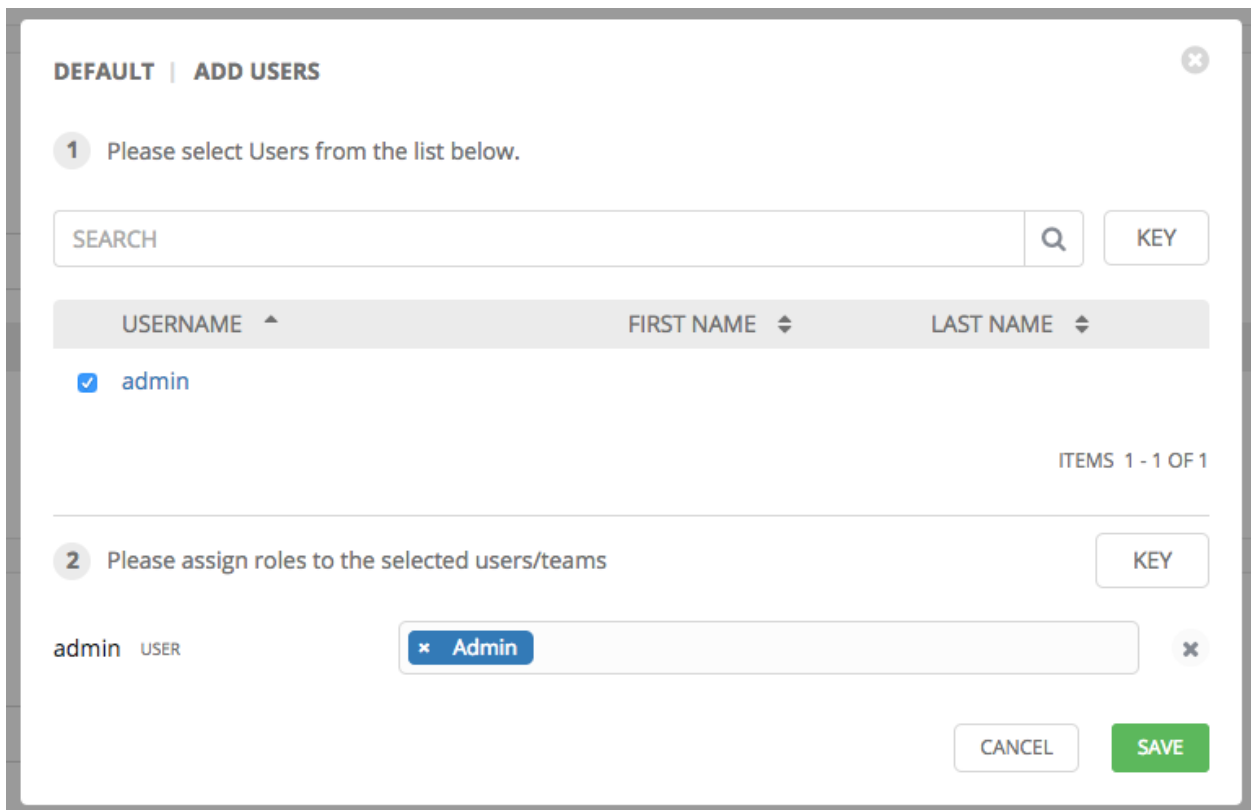 DEFAULT | ADD USERS
1 Please select Users from the list below.
SEARCH KEY
USERNAME FIRST NAME LAST NAME
admin
ITEMS 1 - 1 OF 1
2 Please assign roles to the selected users/teams KEY
admin USER × Admin
CANCEL SAVE